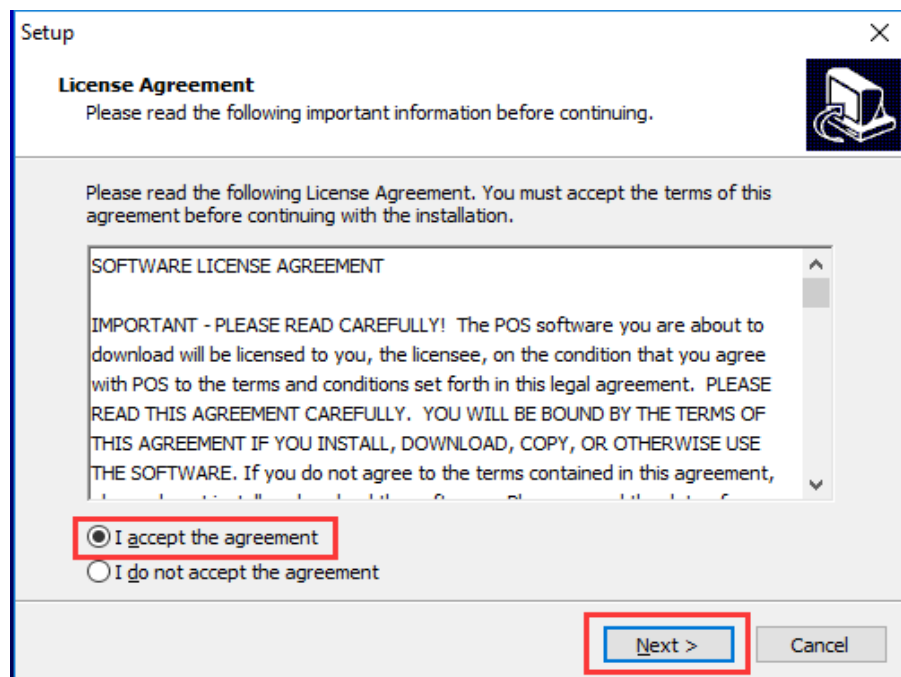 Setup
License Agreement
Please read the following important information before continuing.
Please read the following License Agreement. You must accept the terms of this
agreement before continuing with the installation.
SOFTWARE LICENSE AGREEMENT
IMPORTANT - PLEASE READ CAREFULLY!  The POS software you are about to
download will be licensed to you, the licensee, on the condition that you agree
with POS to the terms and conditions set forth in this legal agreement.  PLEASE
READ THIS AGREEMENT CAREFULLY.  YOU WILL BE BOUND BY THE TERMS OF
THIS AGREEMENT IF YOU INSTALL, DOWNLOAD, COPY, OR OTHERWISE USE
THE SOFTWARE. If you do not agree to the terms contained in this agreement,
I accept the agreement
I do not accept the agreement
Next >
Cancel